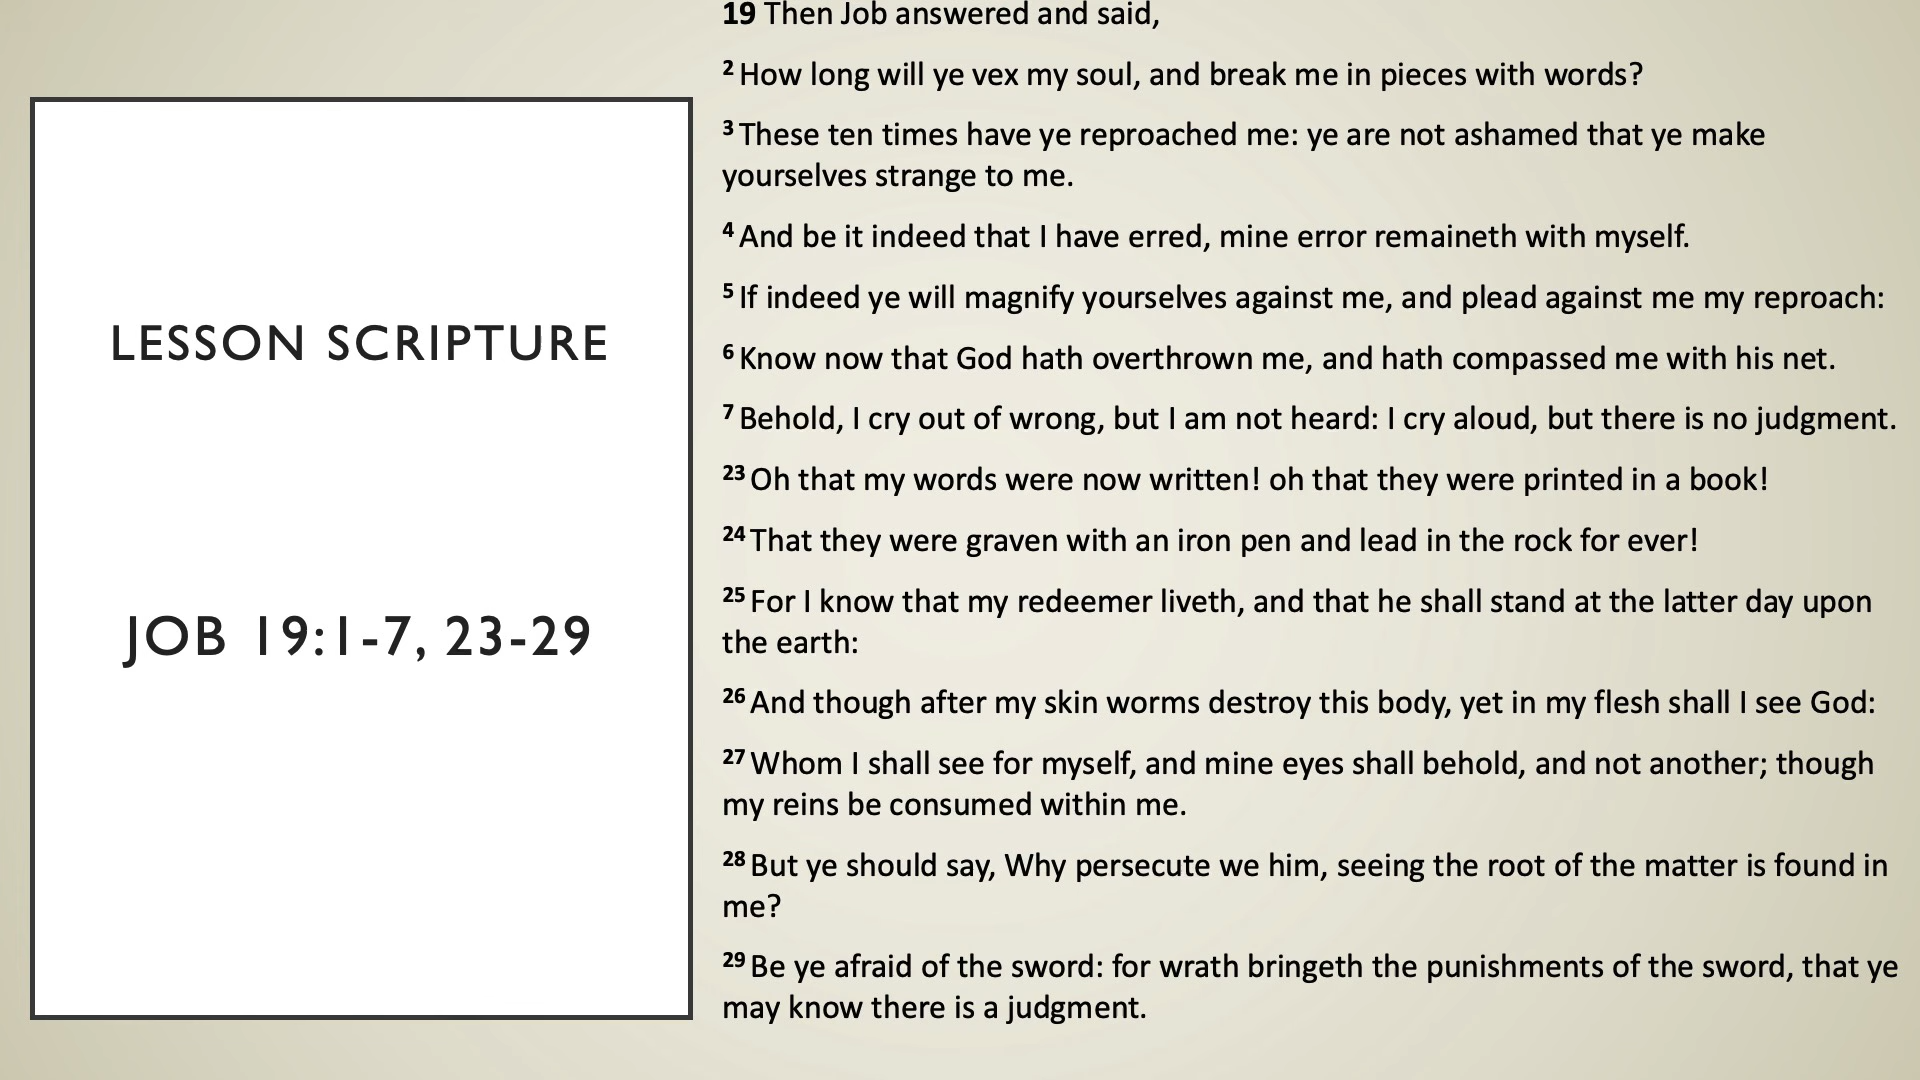 LESSON SCRIPTURE
JOB 19:1-7, 23-29
19 Then Job answered and said,
2 How long will ye vex my soul, and break me in pieces with words?
3 These ten times have ye reproached me: ye are not ashamed that ye make
yourselves strange to me.
4 And be it indeed that I have erred, mine error remaineth with myself.
5 If indeed ye will magnify yourselves against me, and plead against me my reproach:
6 Know now that God hath overthrown me, and hath compassed me with his net.
7 Behold, I cry out of wrong, but I am not heard: I cry aloud, but there is no judgment.
23 Oh that my words were now written! oh that they were printed in a book!
24 That they were graven with an iron pen and lead in the rock for ever!
25 For I know that my redeemer liveth, and that he shall stand at the latter day upon
the earth:
26 And though after my skin worms destroy this body, yet in my flesh shall I see God:
27 Whom I shall see for myself, and mine eyes shall behold, and not another; though
my reins be consumed within me.
28 But ye should say, Why persecute we him, seeing the root of the matter is found in
me?
29 Be ye afraid of the sword: for wrath bringeth the punishments of the sword, that ye
may know there is a judgment.